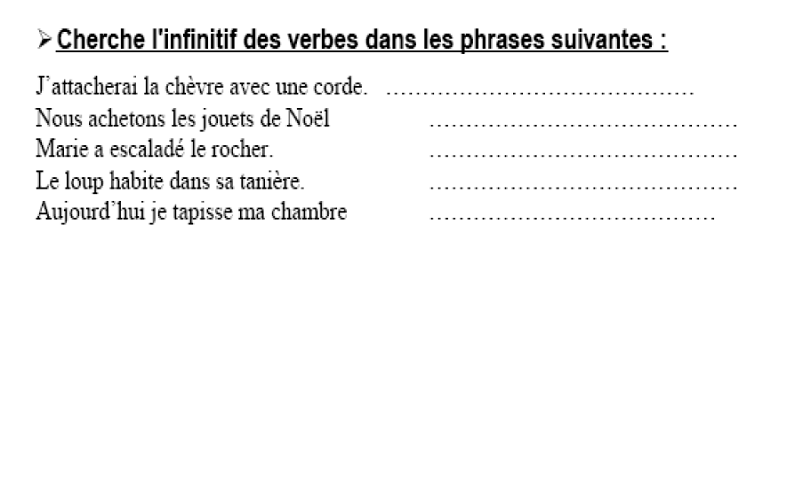 ➢ Cherche l'infinitif des verbes dans les phrases suivantes :
J'attacherai la chèvre avec une corde. ……………………………………
Nous achetons les jouets de Noël ……………………………………
Marie a escaladé le rocher. ……………………………………
Le loup habite dans sa tanière. ……………………………………
Aujourd'hui je tapisse ma chambre …………………………………